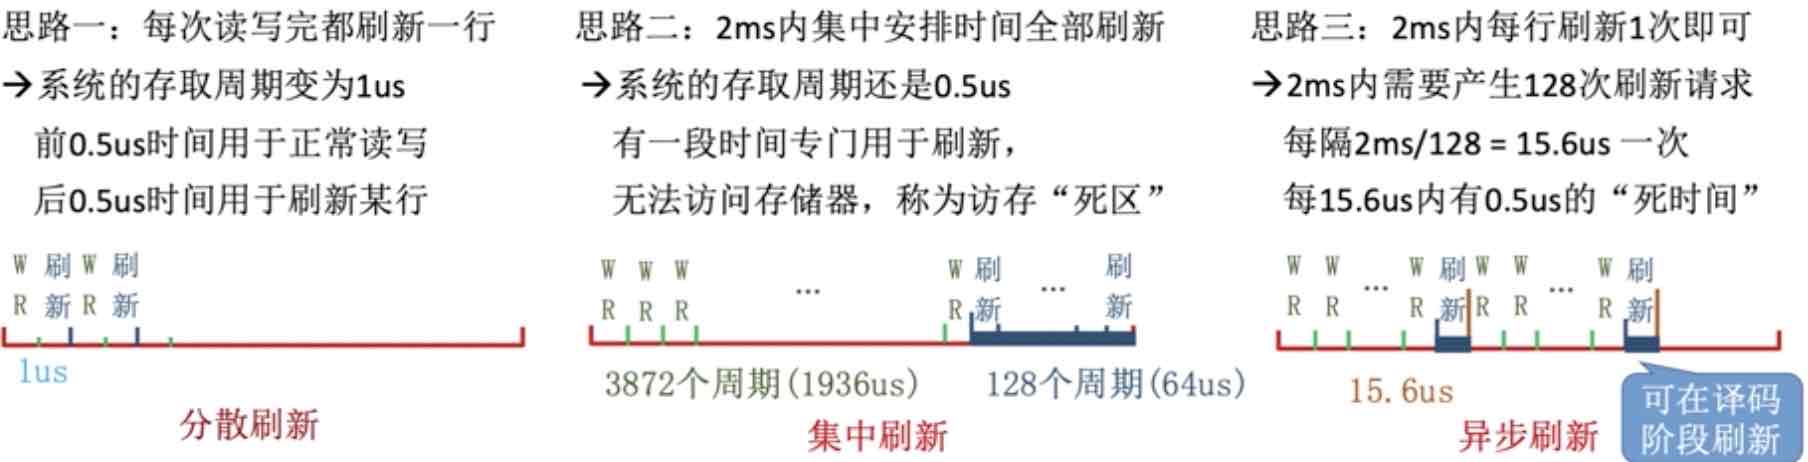 思路一：每次读写完都刷新一行
→系统的存取周期变为1us
前0.5us时间用于正常读写
后0.5us时间用于刷新某行
W 刷 W 刷
R 新 R 新
1us
分散刷新
思路二：2ms内集中安排时间全部刷新
→系统的存取周期还是0.5us
有一段时间专门用于刷新，
无法访问存储器，称为访存“死区”
W W W ... W 刷 ... 刷
R R R R 新 新
3872个周期(1936us) 128个周期(64us)
集中刷新
思路三：2ms内每行刷新1次即可
→2ms内需要产生128次刷新请求
每隔2ms/128 = 15.6us 一次
每15.6us内有0.5us的“死时间”
W W ... W 刷 W W ... W 刷
R R R 新 R R R 新
15.6us
异步刷新
可在译码
阶段刷新